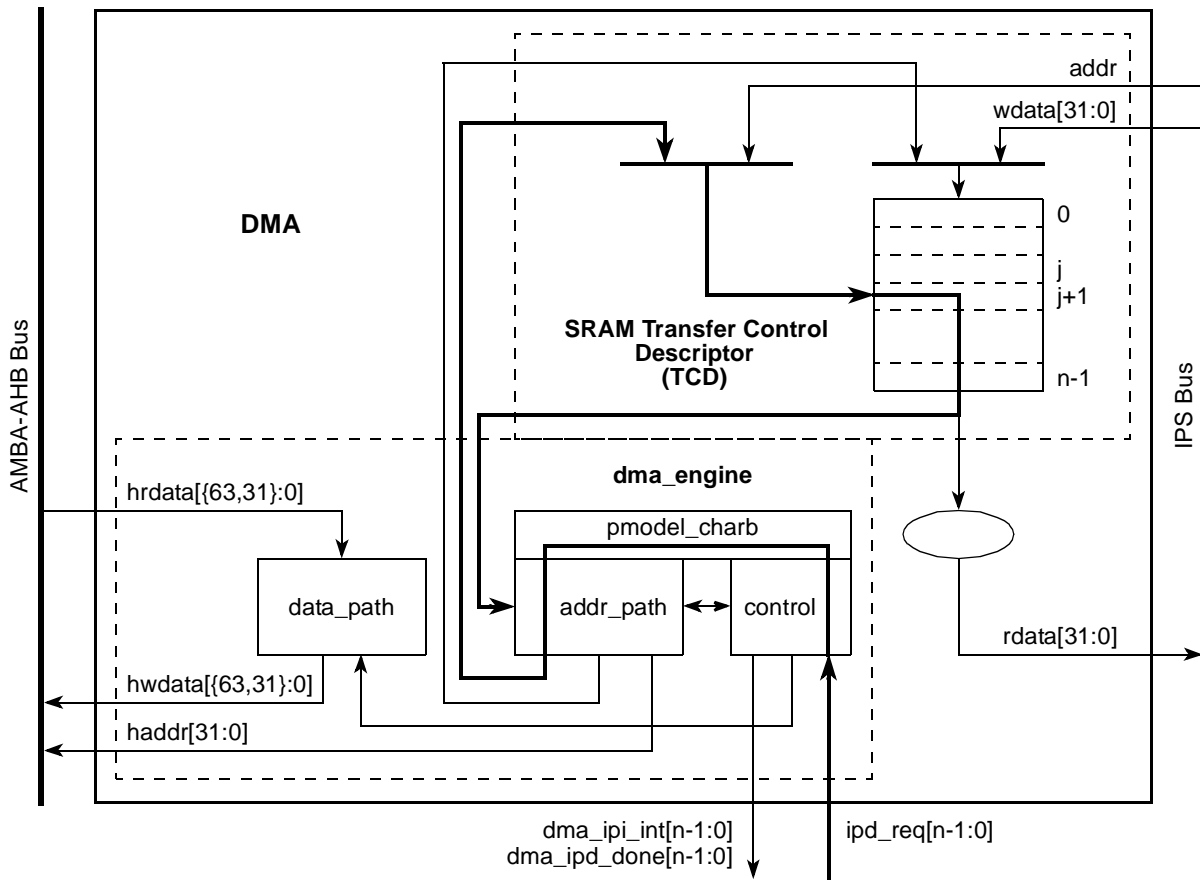 addr
wdata[31:0]
DMA
0
j
j+1
n-1
SRAM Transfer Control
Descriptor
(TCD)
AMBA-AHB Bus
IPS Bus
dma_engine
hrdata[{63,31}:0]
pmodel_charb
data_path
addr_path
control
rdata[31:0]
hwdata[{63,31}:0]
haddr[31:0]
dma_ipi_int[n-1:0]
dma_ipd_done[n-1:0]
ipd_req[n-1:0]